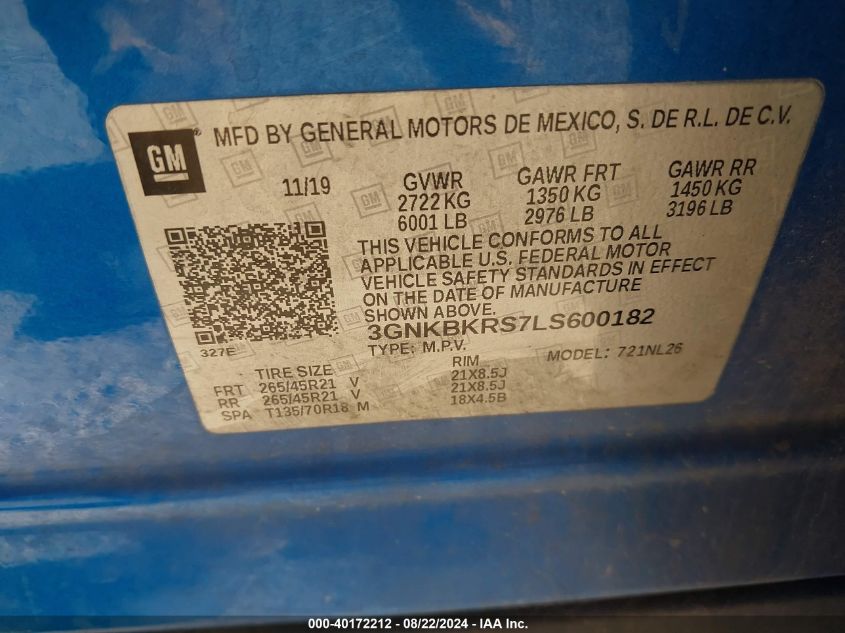 GM ® MFD BY GENERAL MOTORS DE MEXICO, S. DE R.L. DE C.V.
11/19 GVWR GAWR FRT GAWR RR
2722 KG 1350 KG 1450 KG
6001 LB 2976 LB 3196 LB
THIS VEHICLE CONFORMS TO ALL
APPLICABLE U.S. FEDERAL MOTOR
VEHICLE SAFETY STANDARDS IN EFFECT
ON THE DATE OF MANUFACTURE
SHOWN ABOVE.
3GNKBKRS7LS600182
327E TYPE: M.P.V. MODEL: 721NL26
TIRE SIZE RIM
FRT 265/45R21 V 21X8.5J
RR 265/45R21 V 21X8.5J
SPA T135/70R18 M 18X4.5B
000-40172212 - 08/22/2024 - IAA Inc.